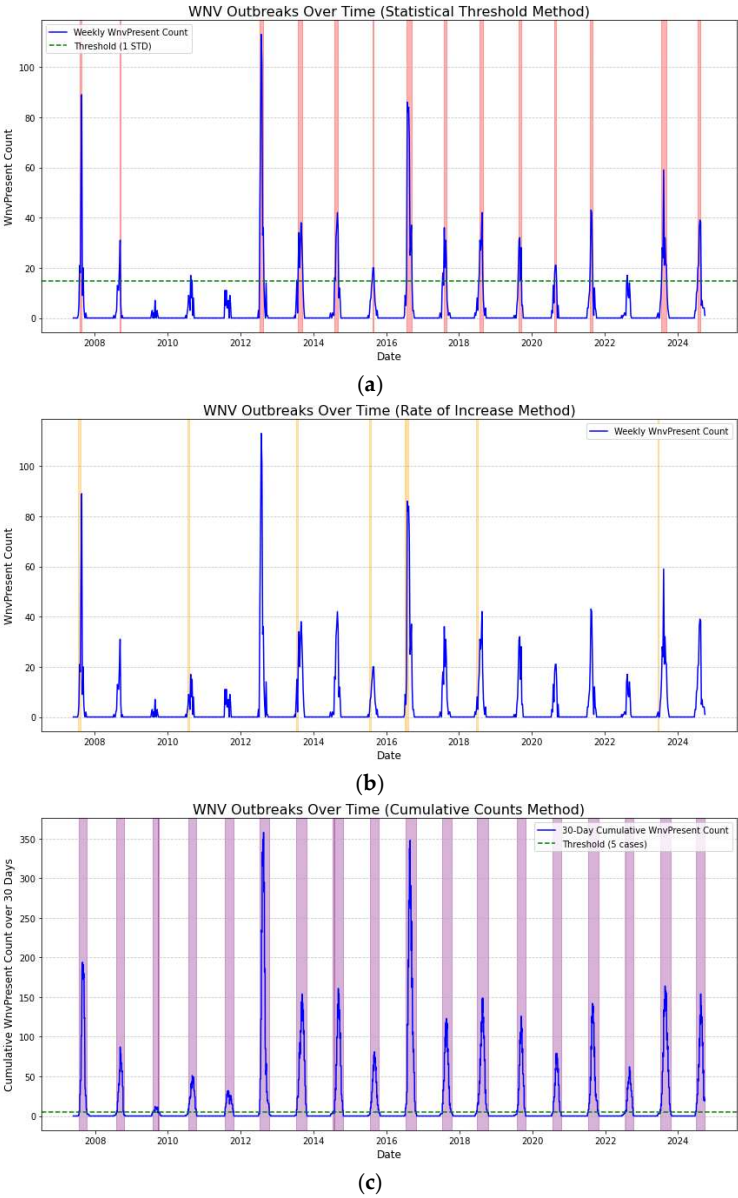 WNV Outbreaks Over Time (Statistical Threshold Method)
Weekly WnvPresent Count
Threshold (1 STD)
WnvPresent Count
100
80
60
40
20
0
2008 2010 2012 2014 2016 2018 2020 2022 2024
Date
(a)
WNV Outbreaks Over Time (Rate of Increase Method)
Weekly WnvPresent Count
WnvPresent Count
100
80
60
40
20
0
2008 2010 2012 2014 2016 2018 2020 2022 2024
Date
(b)
WNV Outbreaks Over Time (Cumulative Counts Method)
30-Day Cumulative WnvPresent Count
Threshold (5 cases)
Cumulative WnvPresent Count over 30 Days
350
300
250
200
150
100
50
0
2008 2010 2012 2014 2016 2018 2020 2022 2024
Date
(c)